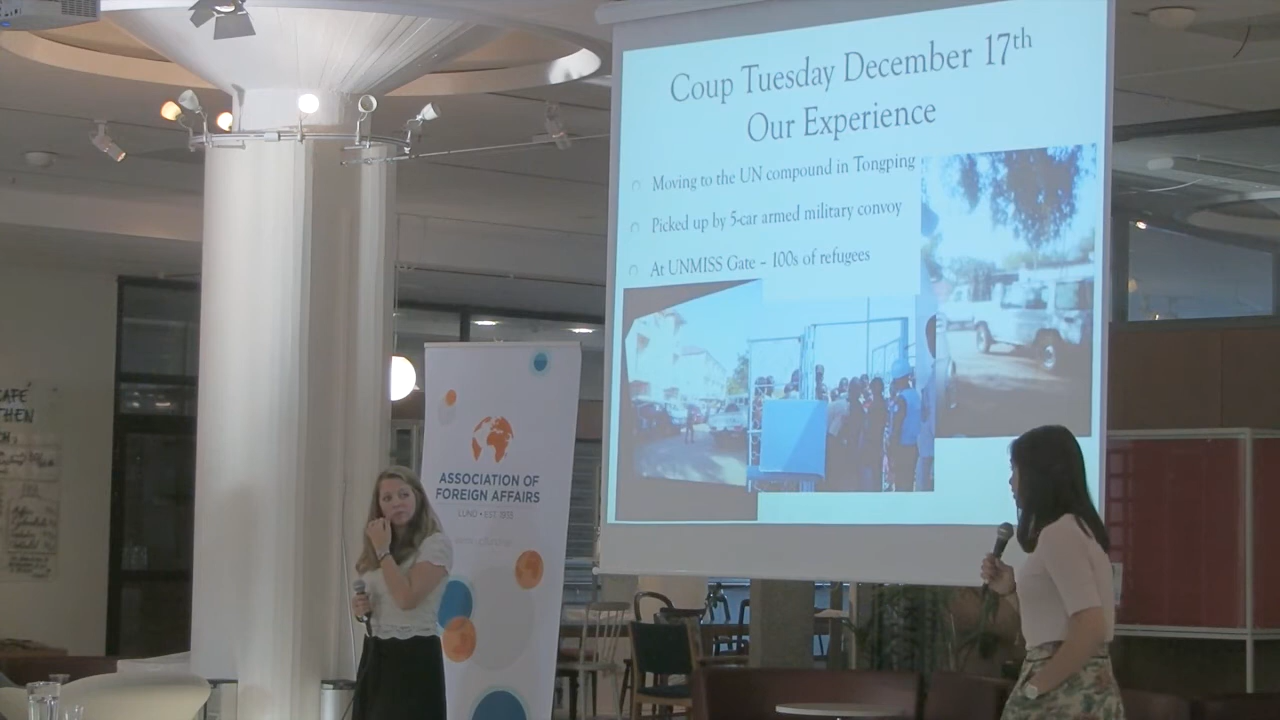 Coup Tuesday December 17th
Our Experience
Moving to the UN compound in Tongping
Picked up by 5-car armed military convoy
At UNMISS Gate – 100s of refugees
ASSOCIATION OF
FOREIGN AFFAIRS
LUND • EST. 1935
CAFÉ